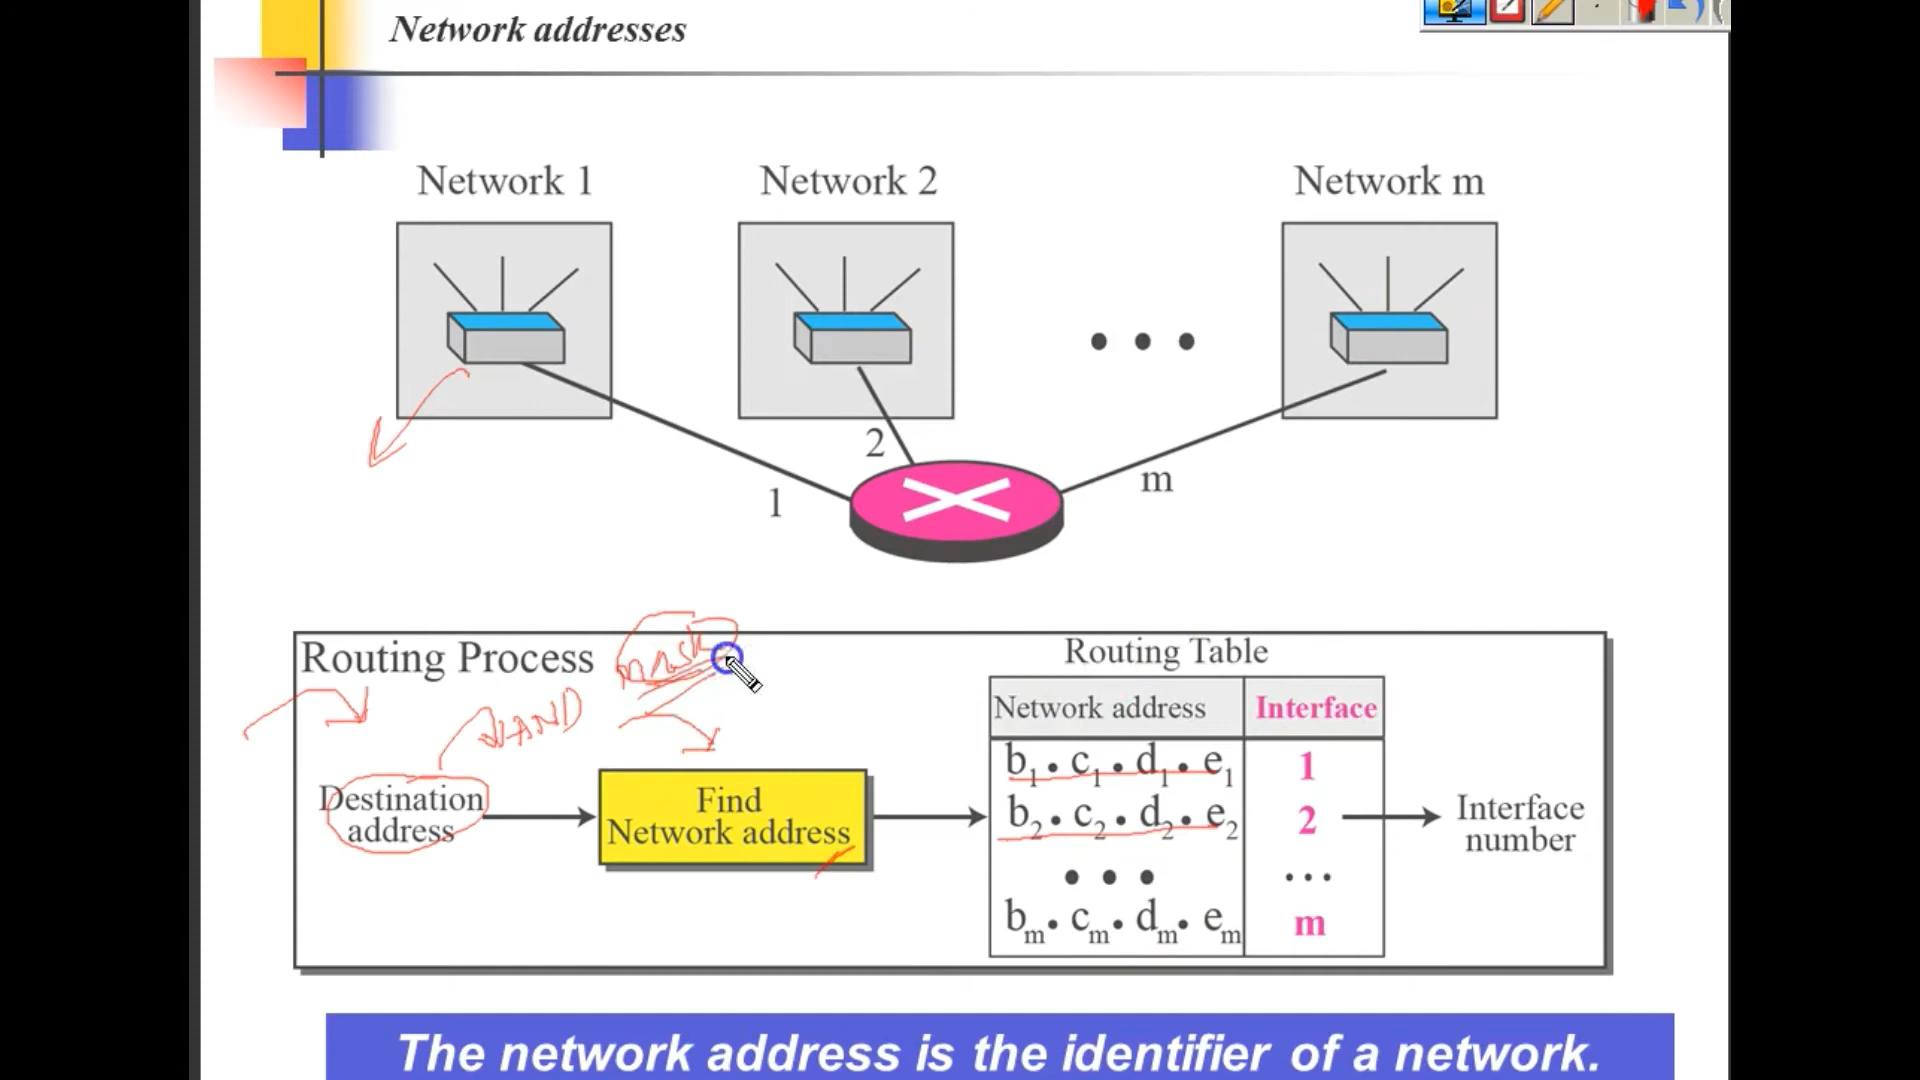 Network addresses
Network 1
Network 2
Network m
2
m
1
Routing Process
mask
Routing Table
AND
Network address
Interface
b₁ . c₁ . d₁ . e₁
1
Destination
address
Find
Network address
b₂ . c₂ . d₂ . e₂
2
Interface
number
• • •
...
bₘ . cₘ . dₘ . eₘ
m
The network address is the identifier of a network.